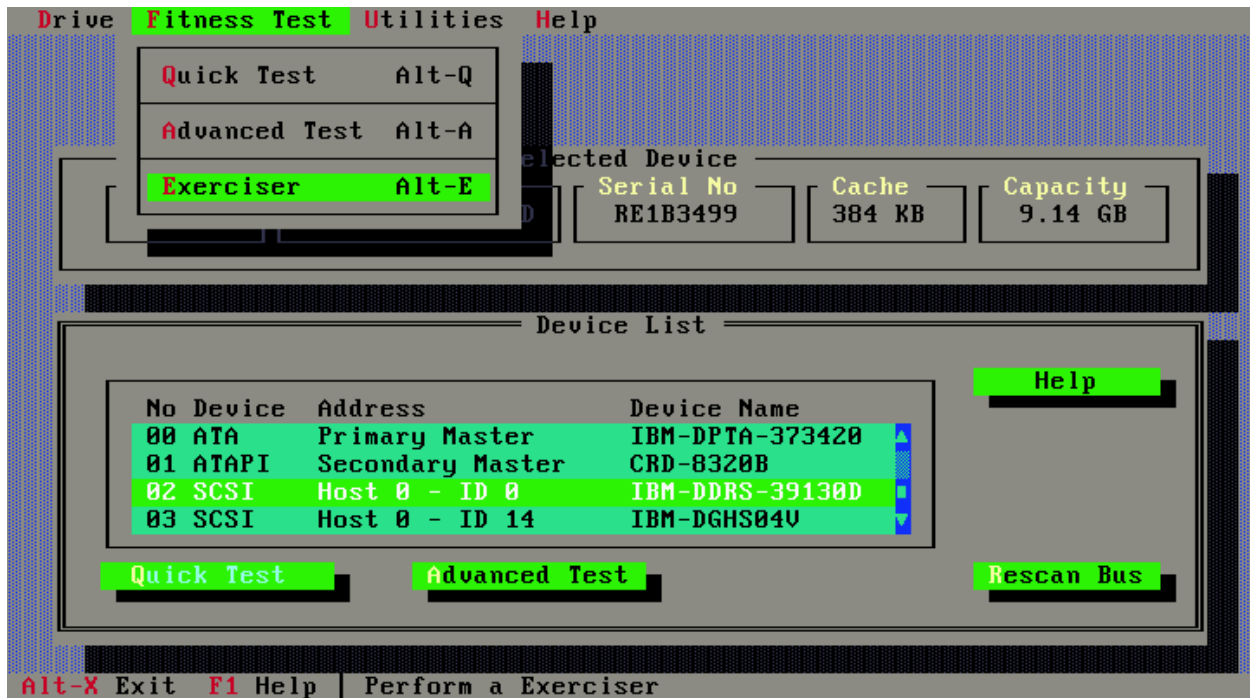 Drive Fitness Test Utilities Help
Quick Test Alt-Q
Advanced Test Alt-A
Exerciser Alt-E
elected Device
Serial No Cache Capacity
D RE1B3499 384 KB 9.14 GB
Device List
Help
No Device Address Device Name
00 ATA Primary Master IBM-DPTA-373420
01 ATAPI Secondary Master CRD-8320B
02 SCSI Host 0 - ID 0 IBM-DDRS-39130D
03 SCSI Host 0 - ID 14 IBM-DGHS04V
Quick Test Advanced Test Rescan Bus
Alt-X Exit F1 Help Perform a Exerciser